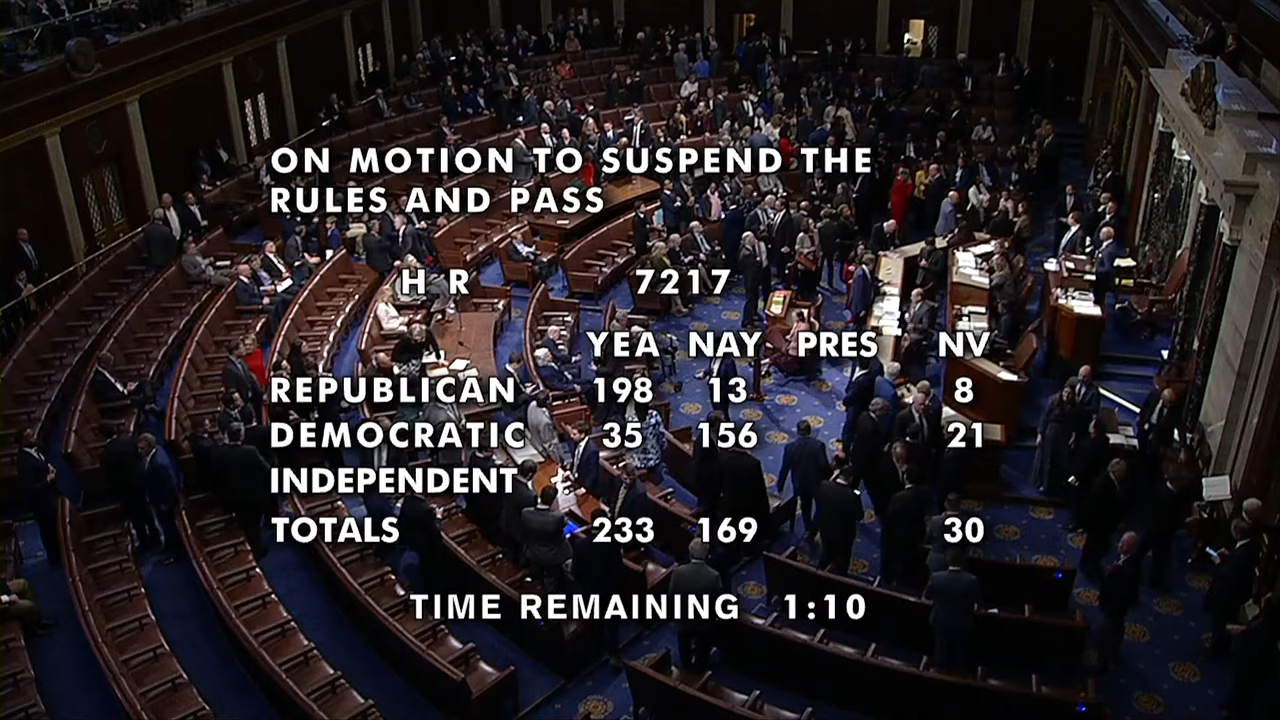 ON MOTION TO SUSPEND THE
RULES AND PASS
H R 7217
YEA NAY PRES NV
REPUBLICAN 198 13 8
DEMOCRATIC 35 156 21
INDEPENDENT
TOTALS 233 169 30
TIME REMAINING 1:10